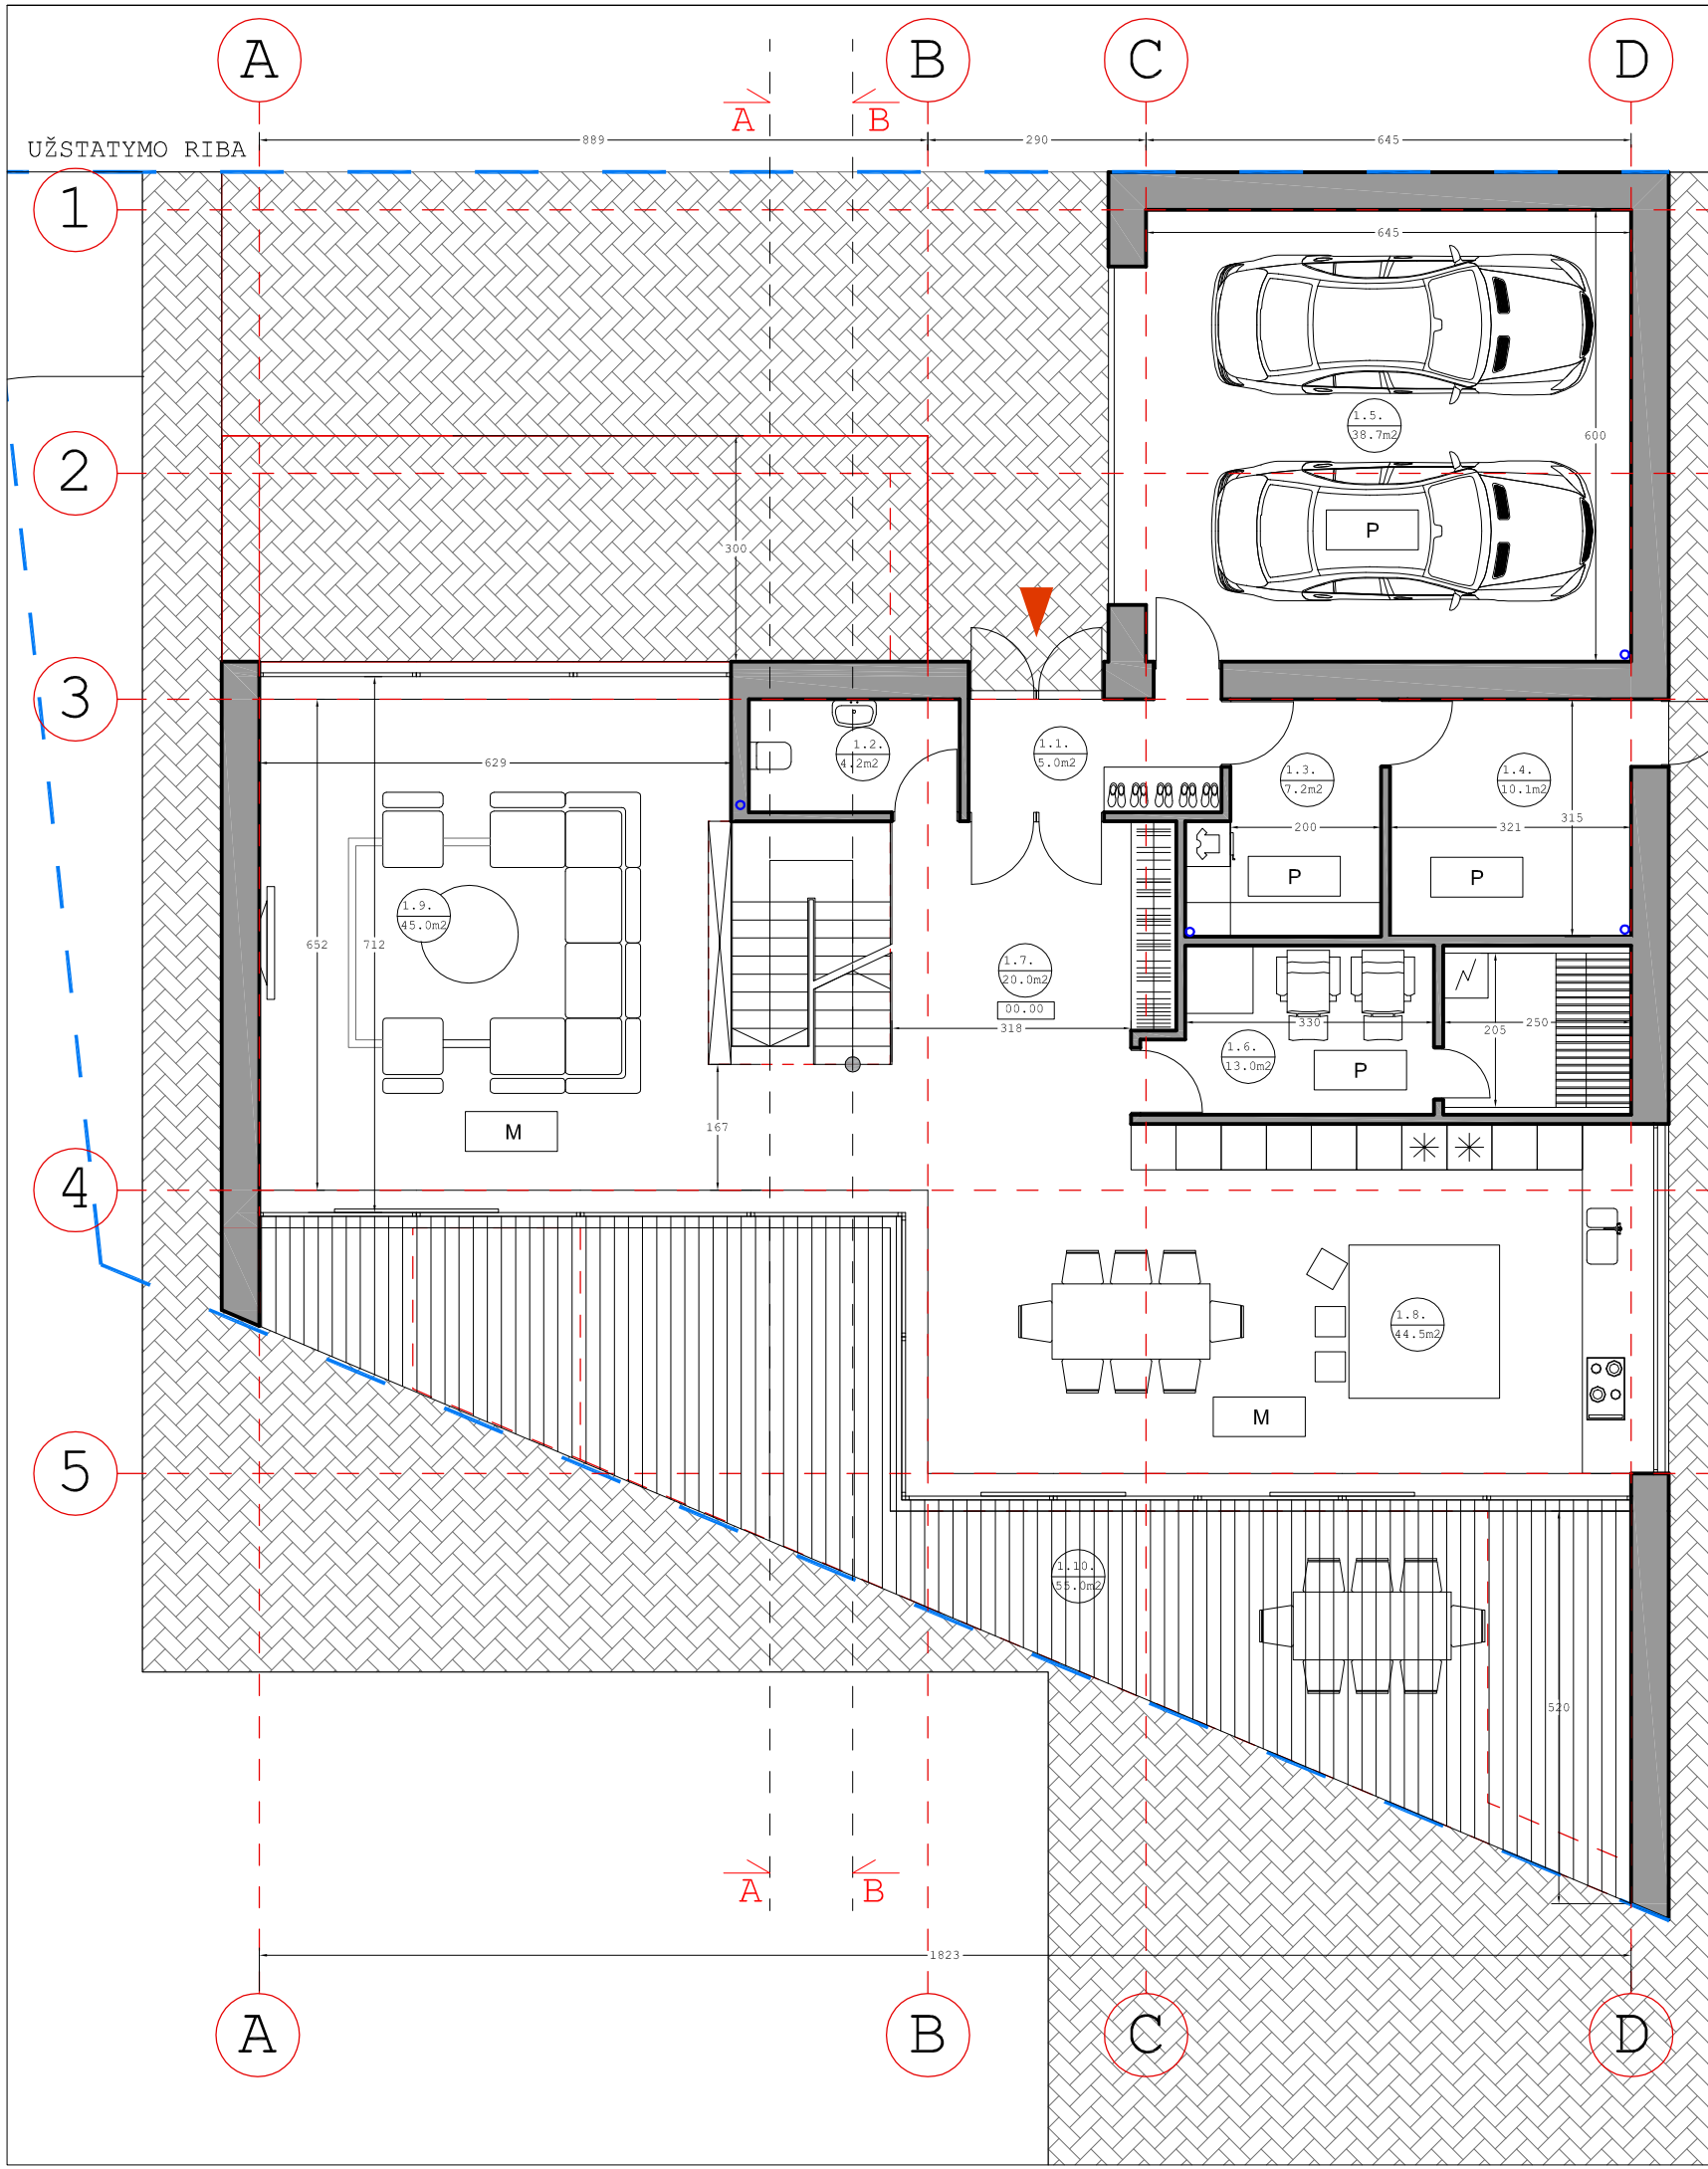 A
B
C
D
A
B
889
290
645
UŽSTATYMO RIBA
1
645
1.5.
38.7m2
600
2
P
300
3
1.2.
4.2m2
1.1.
5.0m2
629
1.3.
7.2m2
1.4.
10.1m2
315
200
321
P
P
1.9.
45.0m2
652
712
1.7.
20.0m2
00.00
318
330
250
205
1.6.
13.0m2
P
M
167
4
1.8.
44.5m2
M
5
1.10.
55.0m2
520
A
B
1823
A
B
C
D